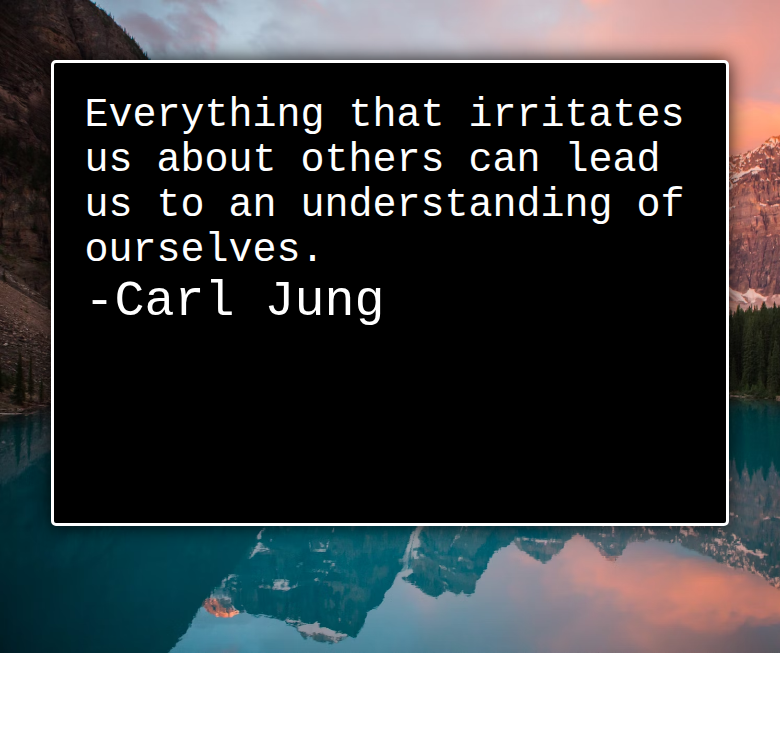 Everything that irritates
us about others can lead
us to an understanding of
ourselves.
-Carl Jung